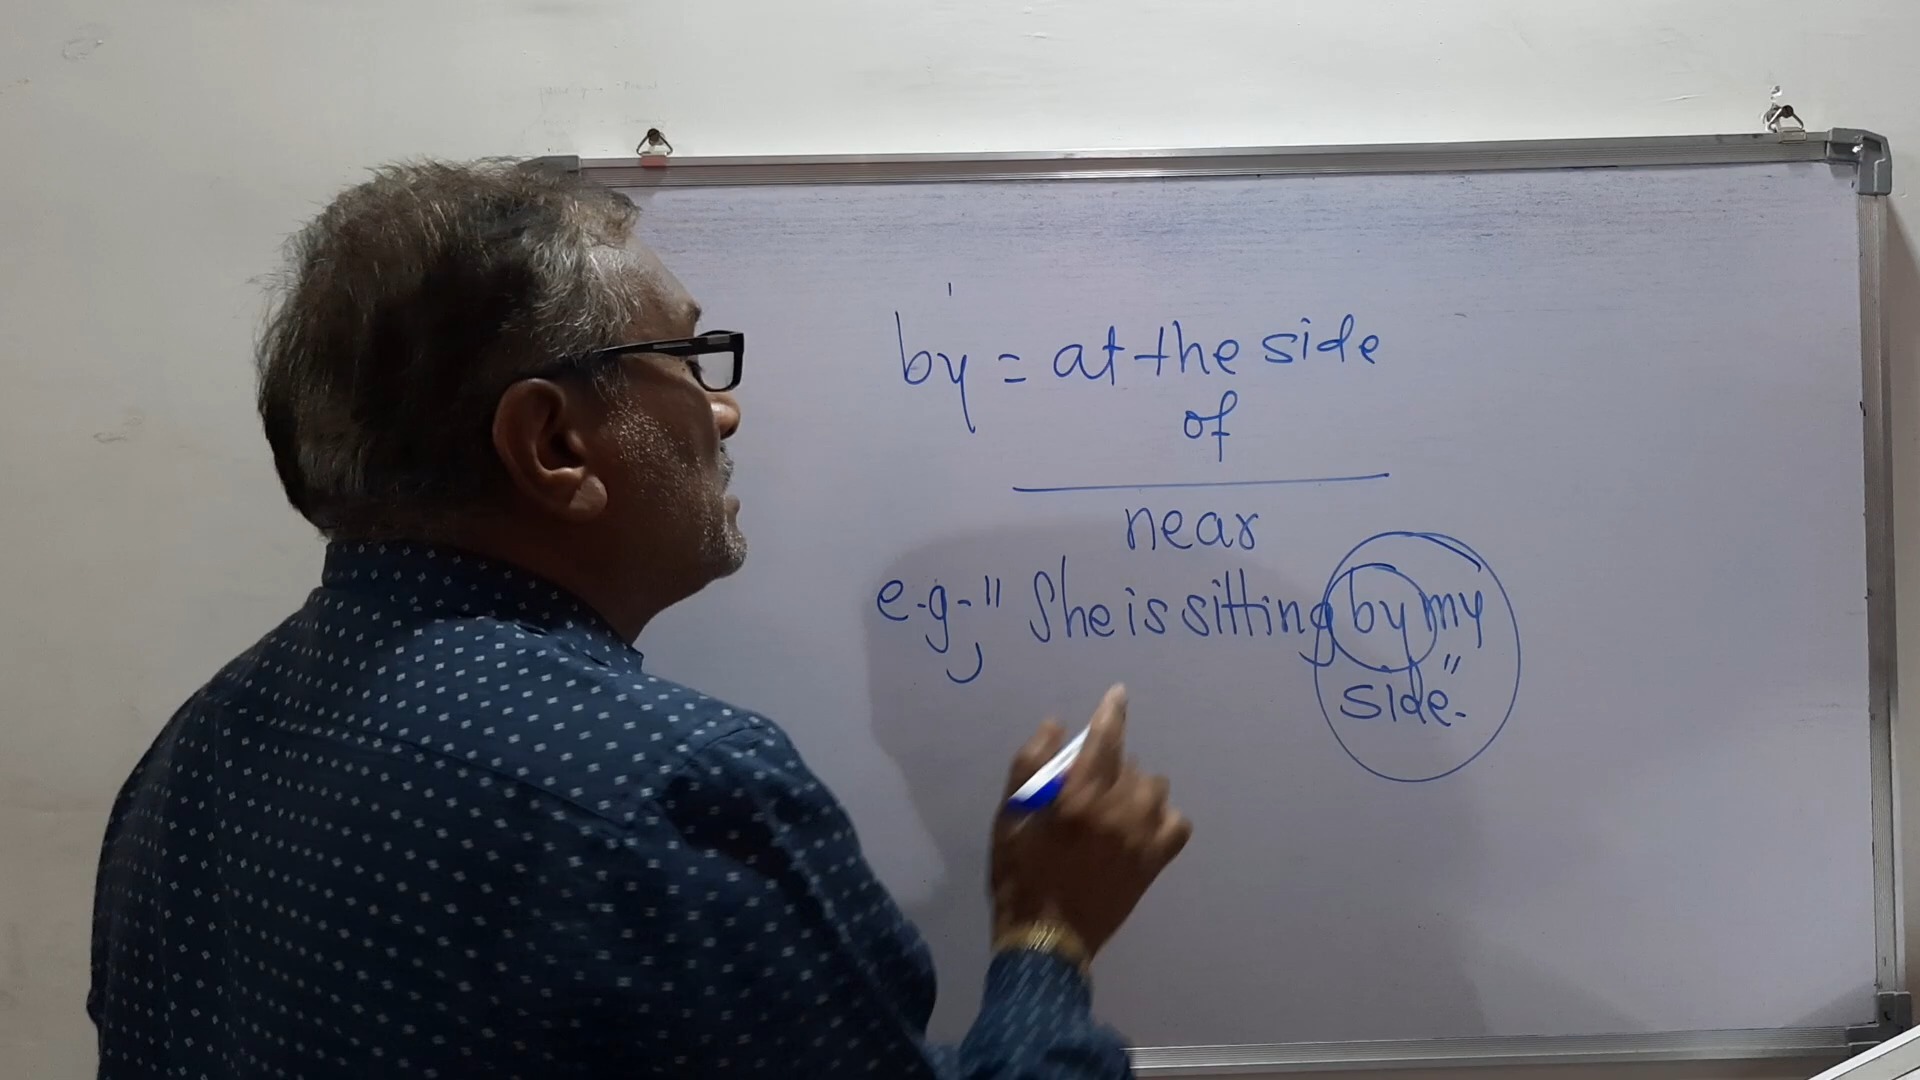 by = at the side
of
near
e.g., " She is sitting by my
side."